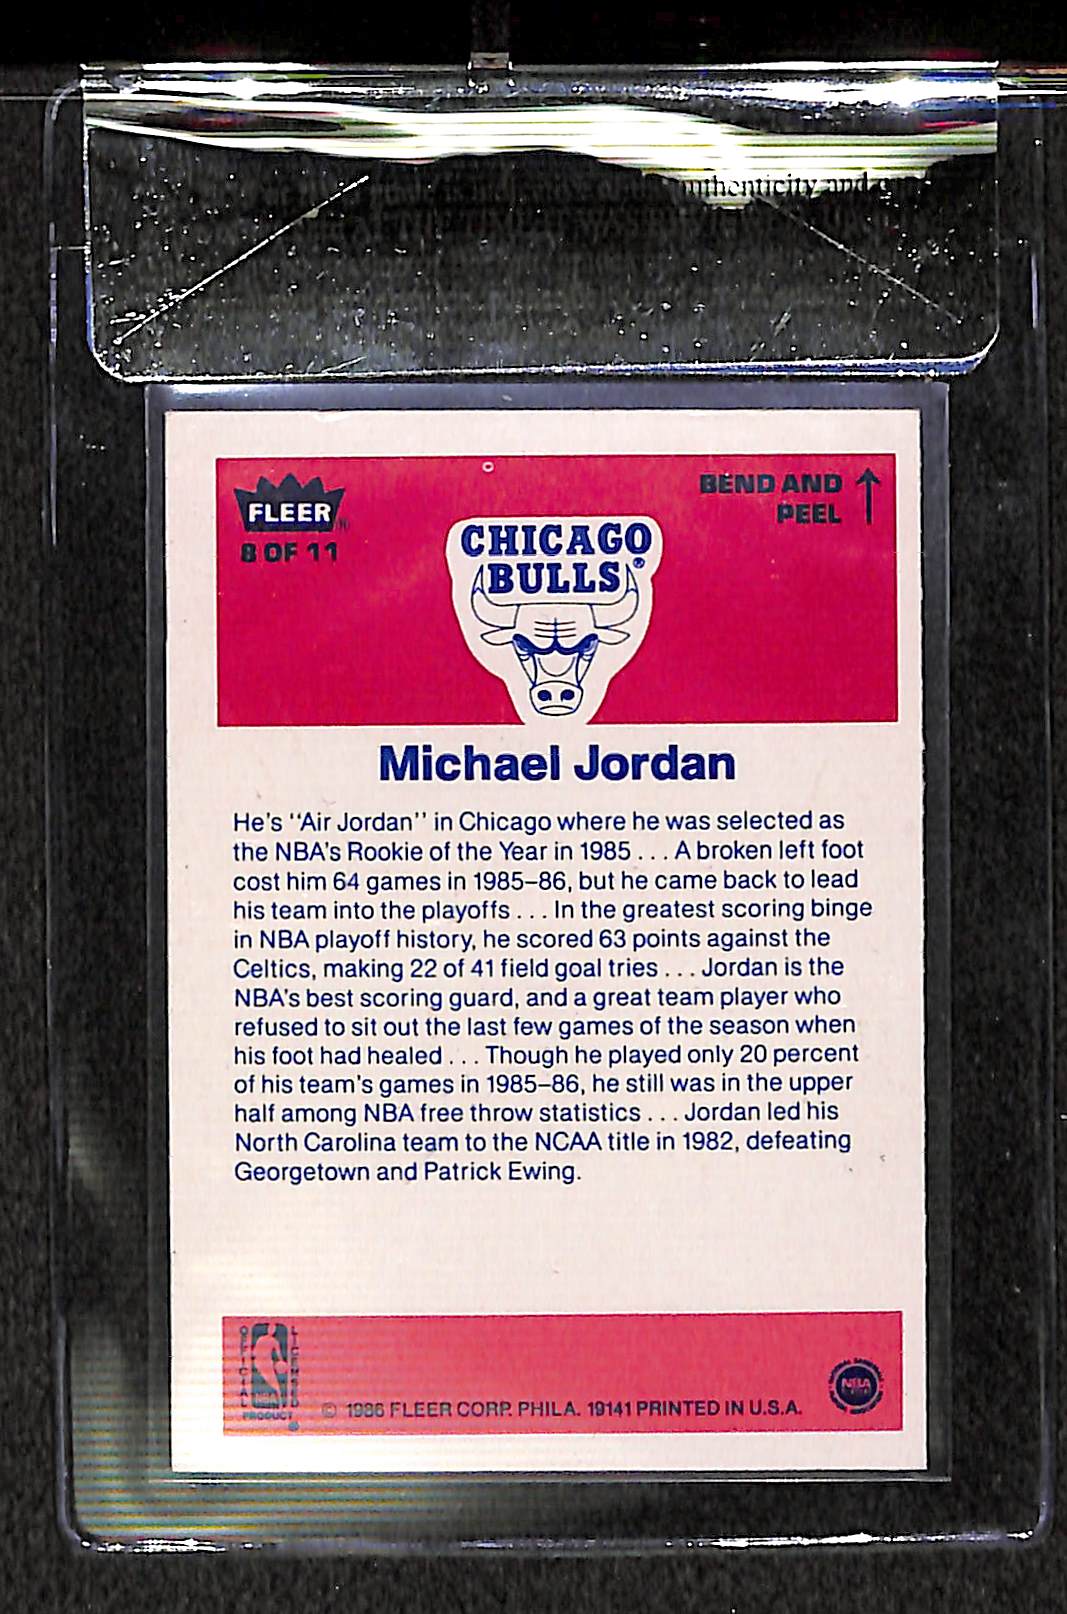 authenticity and
FLEER®
8 OF 11
BEND AND
PEEL
CHICAGO
BULLS®
Michael Jordan
He's "Air Jordan" in Chicago where he was selected as
the NBA's Rookie of the Year in 1985 . . . A broken left foot
cost him 64 games in 1985–86, but he came back to lead
his team into the playoffs . . . In the greatest scoring binge
in NBA playoff history, he scored 63 points against the
Celtics, making 22 of 41 field goal tries . . . Jordan is the
NBA's best scoring guard, and a great team player who
refused to sit out the last few games of the season when
his foot had healed . . . Though he played only 20 percent
of his team's games in 1985–86, he still was in the upper
half among NBA free throw statistics . . . Jordan led his
North Carolina team to the NCAA title in 1982, defeating
Georgetown and Patrick Ewing.
OFFICIAL
LICENSED
NBA
PRODUCT
®
© 1986 FLEER CORP. PHILA. 19141 PRINTED IN U.S.A.
NBA